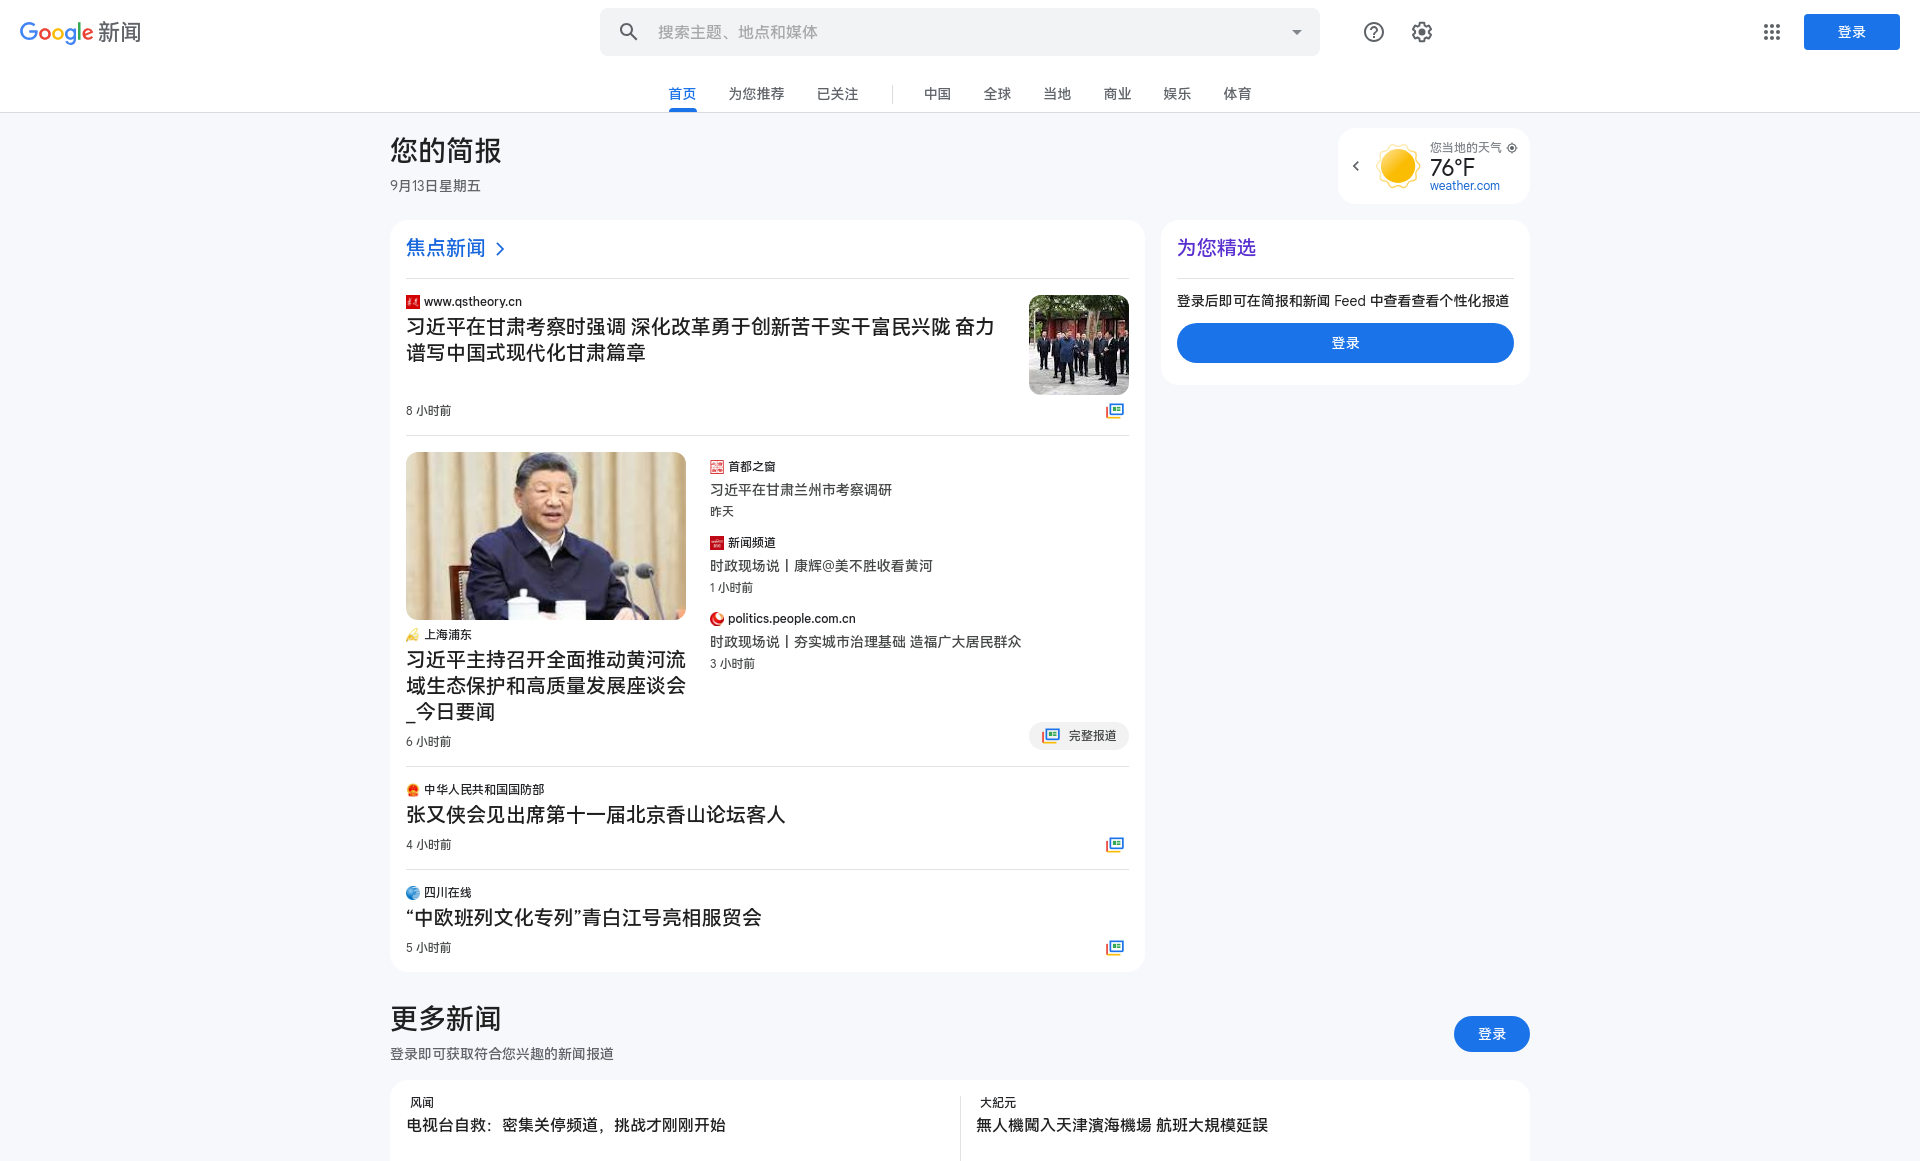 Google 新闻
搜索主题、地点和媒体
登录
首页
为您推荐
已关注
中国
全球
当地
商业
娱乐
体育
您的简报
9月13日星期五
您当地的天气
76°F
weather.com
焦点新闻
www.qstheory.cn
习近平在甘肃考察时强调 深化改革勇于创新苦干实干富民兴陇 奋力
谱写中国式现代化甘肃篇章
8 小时前
上海浦东
习近平主持召开全面推动黄河流
域生态保护和高质量发展座谈会
_今日要闻
6 小时前
首都之窗
习近平在甘肃兰州市考察调研
昨天
新闻频道
时政现场说丨康辉@美不胜收看黄河
1 小时前
politics.people.com.cn
时政现场说丨夯实城市治理基础 造福广大居民群众
3 小时前
完整报道
中华人民共和国国防部
张又侠会见出席第十一届北京香山论坛客人
4 小时前
四川在线
“中欧班列文化专列”青白江号亮相服贸会
5 小时前
为您精选
登录后即可在简报和新闻 Feed 中查看查看个性化报道
登录
更多新闻
登录即可获取符合您兴趣的新闻报道
登录
风闻
电视台自救：密集关停频道，挑战才刚刚开始
大紀元
無人機闖入天津濱海機場 航班大規模延誤